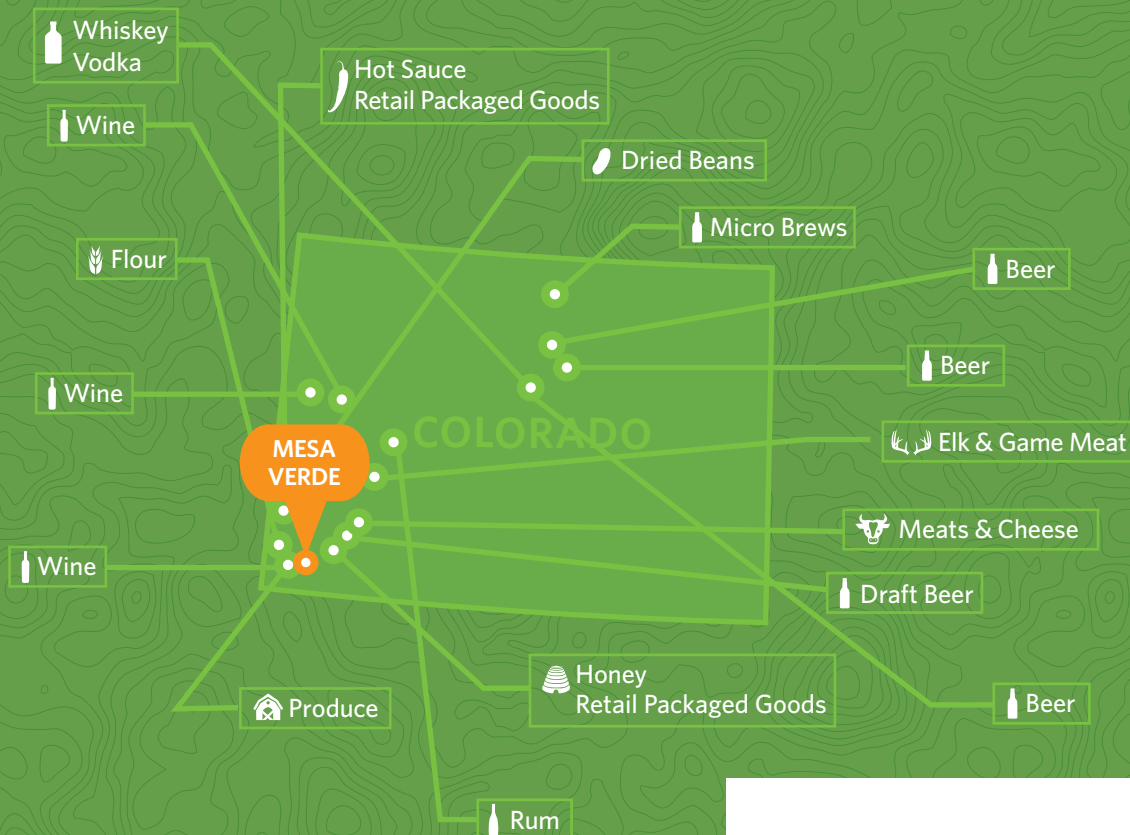 Whiskey
Vodka
Hot Sauce
Retail Packaged Goods
Wine
Dried Beans
Micro Brews
Flour
Beer
Beer
Wine
COLORADO
MESA
VERDE
Elk & Game Meat
Meats & Cheese
Wine
Draft Beer
Honey
Retail Packaged Goods
Produce
Beer
Rum